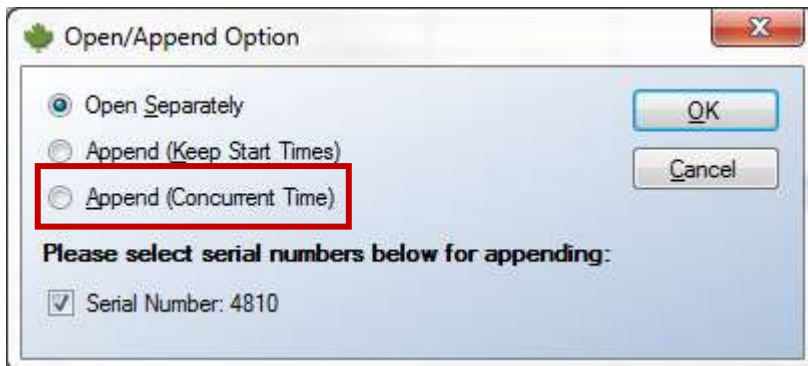 Open/Append Option
Open Separately
OK
Append (Keep Start Times)
Cancel
Append (Concurrent Time)
Please select serial numbers below for appending:
Serial Number: 4810